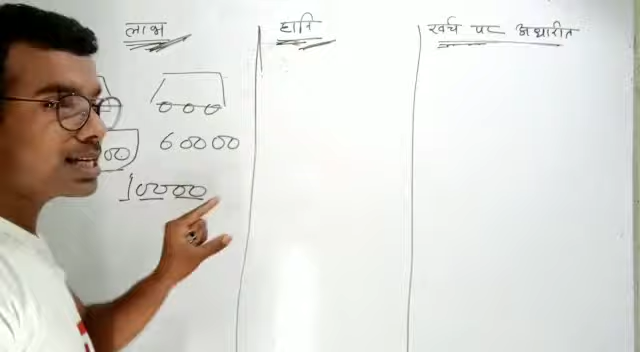 लाभ
हानि
खर्च पर आधारीत
60000
10000